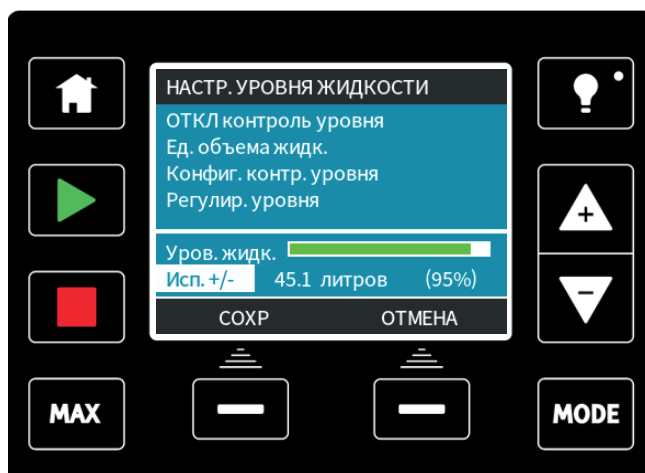 НАСТР. УРОВНЯ ЖИДКОСТИ
ОТКЛ контроль уровня
Ед. объема жидк.
Конфиг. контр. уровня
Регулир. уровня
Уров. жидк.
Исп. +/- 45.1 литров (95%)
СОХР ОТМЕНА
MAX MODE